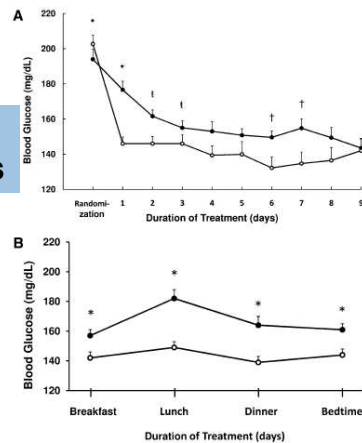 A
220
200
180
160
140
120
Blood Glucose (mg/dL)
* * ŧ ŧ † †
Randomi-
zation
1 2 3 4 5 6 7 8 9
Duration of Treatment (days)
s
B
220
200
180
160
140
120
Blood Glucose (mg/dL)
* * * *
Breakfast Lunch Dinner Bedtime
Duration of Treatment (days)